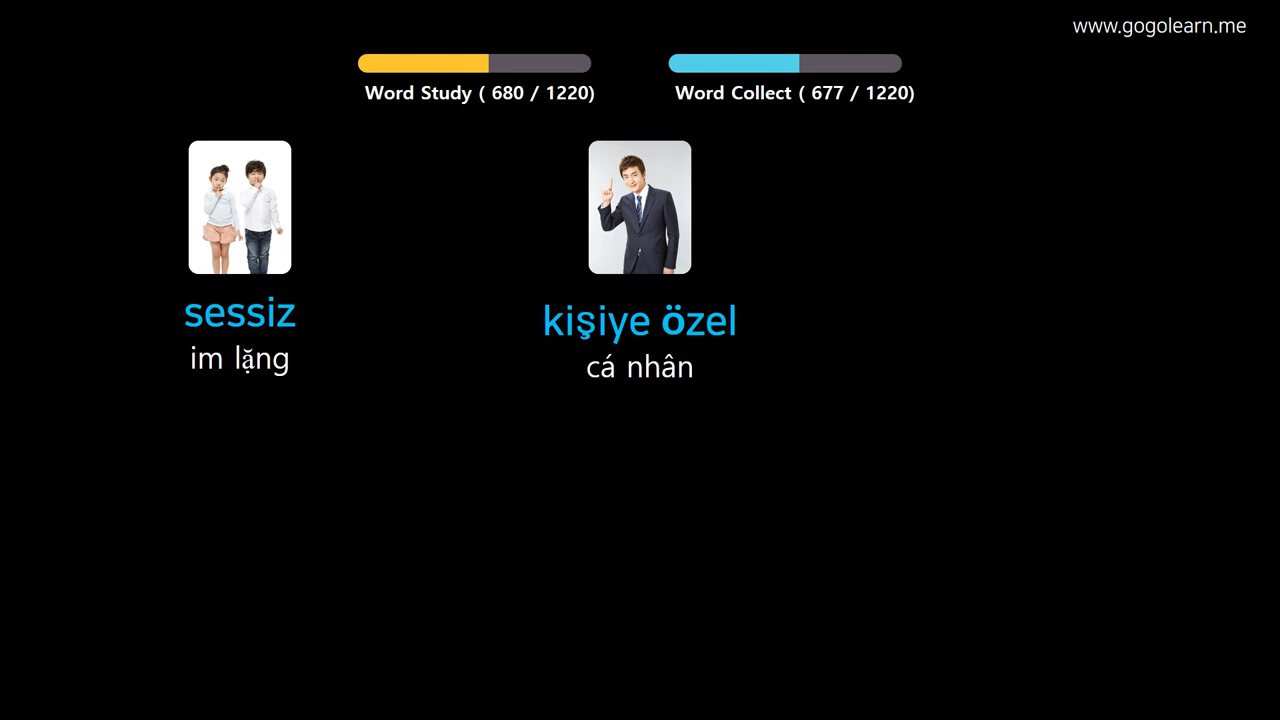 www.gogolearn.me
Word Study ( 680 / 1220)
Word Collect ( 677 / 1220)
sessiz
im lặng
kişiye özel
cá nhân